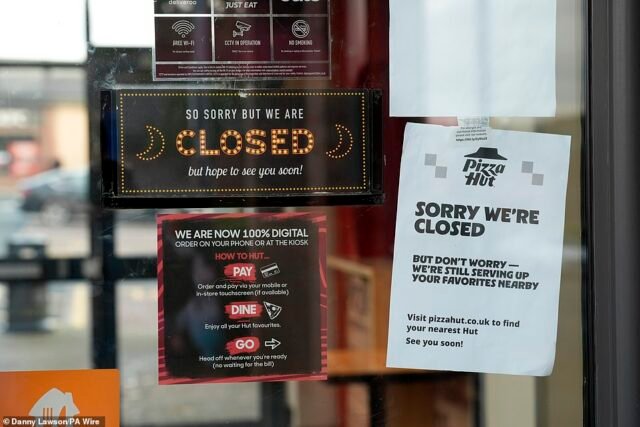 deliveroo
JUST EAT
FREE WI-FI
CCTV IN OPERATION
NO SMOKING
SO SORRY BUT WE ARE
CLOSED
but hope to see you soon!
WE ARE NOW 100% DIGITAL
ORDER ON YOUR PHONE OR AT THE KIOSK
HOW TO HUT...
PAY
Order and pay via your mobile or
in-store touchscreen (if available)
DINE
Enjoy all your Hut favourites.
GO
Head off whenever you're ready
(no waiting for the bill)
Pizza
Hut
SORRY WE'RE
CLOSED
BUT DON'T WORRY —
WE'RE STILL SERVING UP
YOUR FAVORITES NEARBY
Visit pizzahut.co.uk to find
your nearest Hut
See you soon!
© Danny Lawson/PA Wire